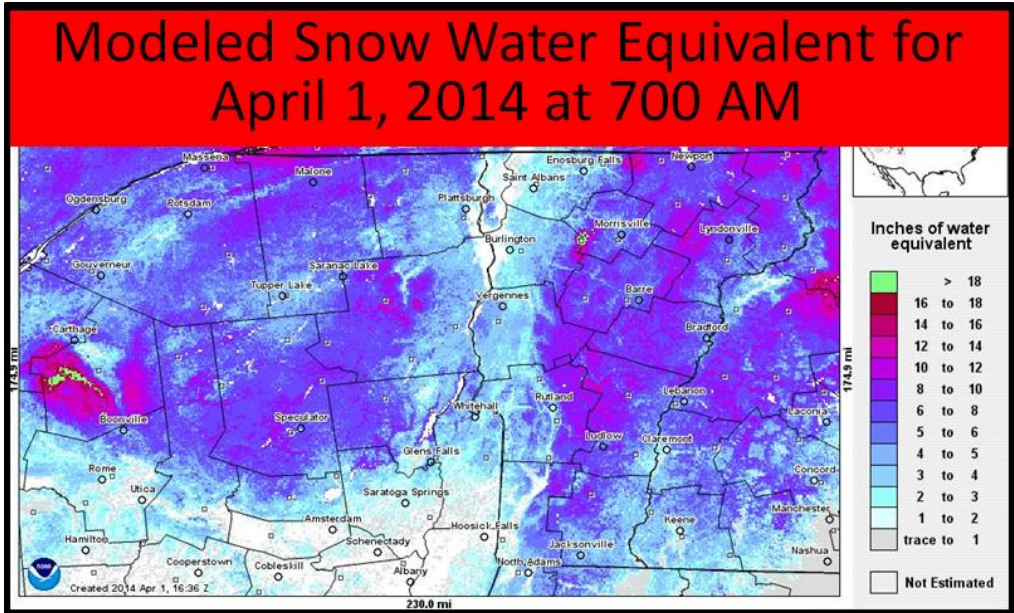 Modeled Snow Water Equivalent for
April 1, 2014 at 700 AM
Massena
Malone
Enosburg Falls
Newport
Saint Albans
Ogdensburg
Potsdam
Plattsburgh
Morrisville
Lyndonville
Burlington
Gouverneur
Saranac Lake
Tupper Lake
Vergennes
Barre
Carthage
Bradford
174.9 mi
174.9 mi
Boonville
Speculator
Whitehall
Rutland
Lebanon
Laconia
Ludlow
Claremont
Glens Falls
Rome
Utica
Saratoga Springs
Concord
Amsterdam
Hoosick Falls
Keene
Manchester
Hamilton
Schenectady
Jacksonville
Nashua
Cooperstown
Cobleskill
Albany
North Adams
NOAA
Created 2014 Apr 1, 16:36 Z
230.0 mi
Inches of water
equivalent
> 18
16 to 18
14 to 16
12 to 14
10 to 12
8 to 10
6 to 8
5 to 6
4 to 5
3 to 4
2 to 3
1 to 2
trace to 1
Not Estimated